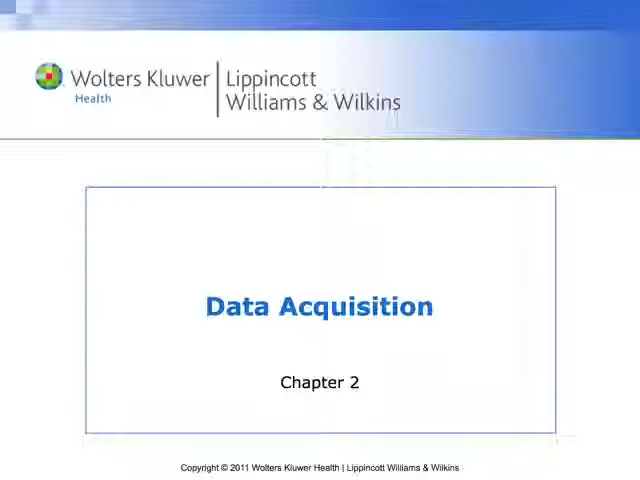 Wolters Kluwer
Health
Lippincott
Williams & Wilkins
Data Acquisition
Chapter 2
Copyright © 2011 Wolters Kluwer Health | Lippincott Williams & Wilkins